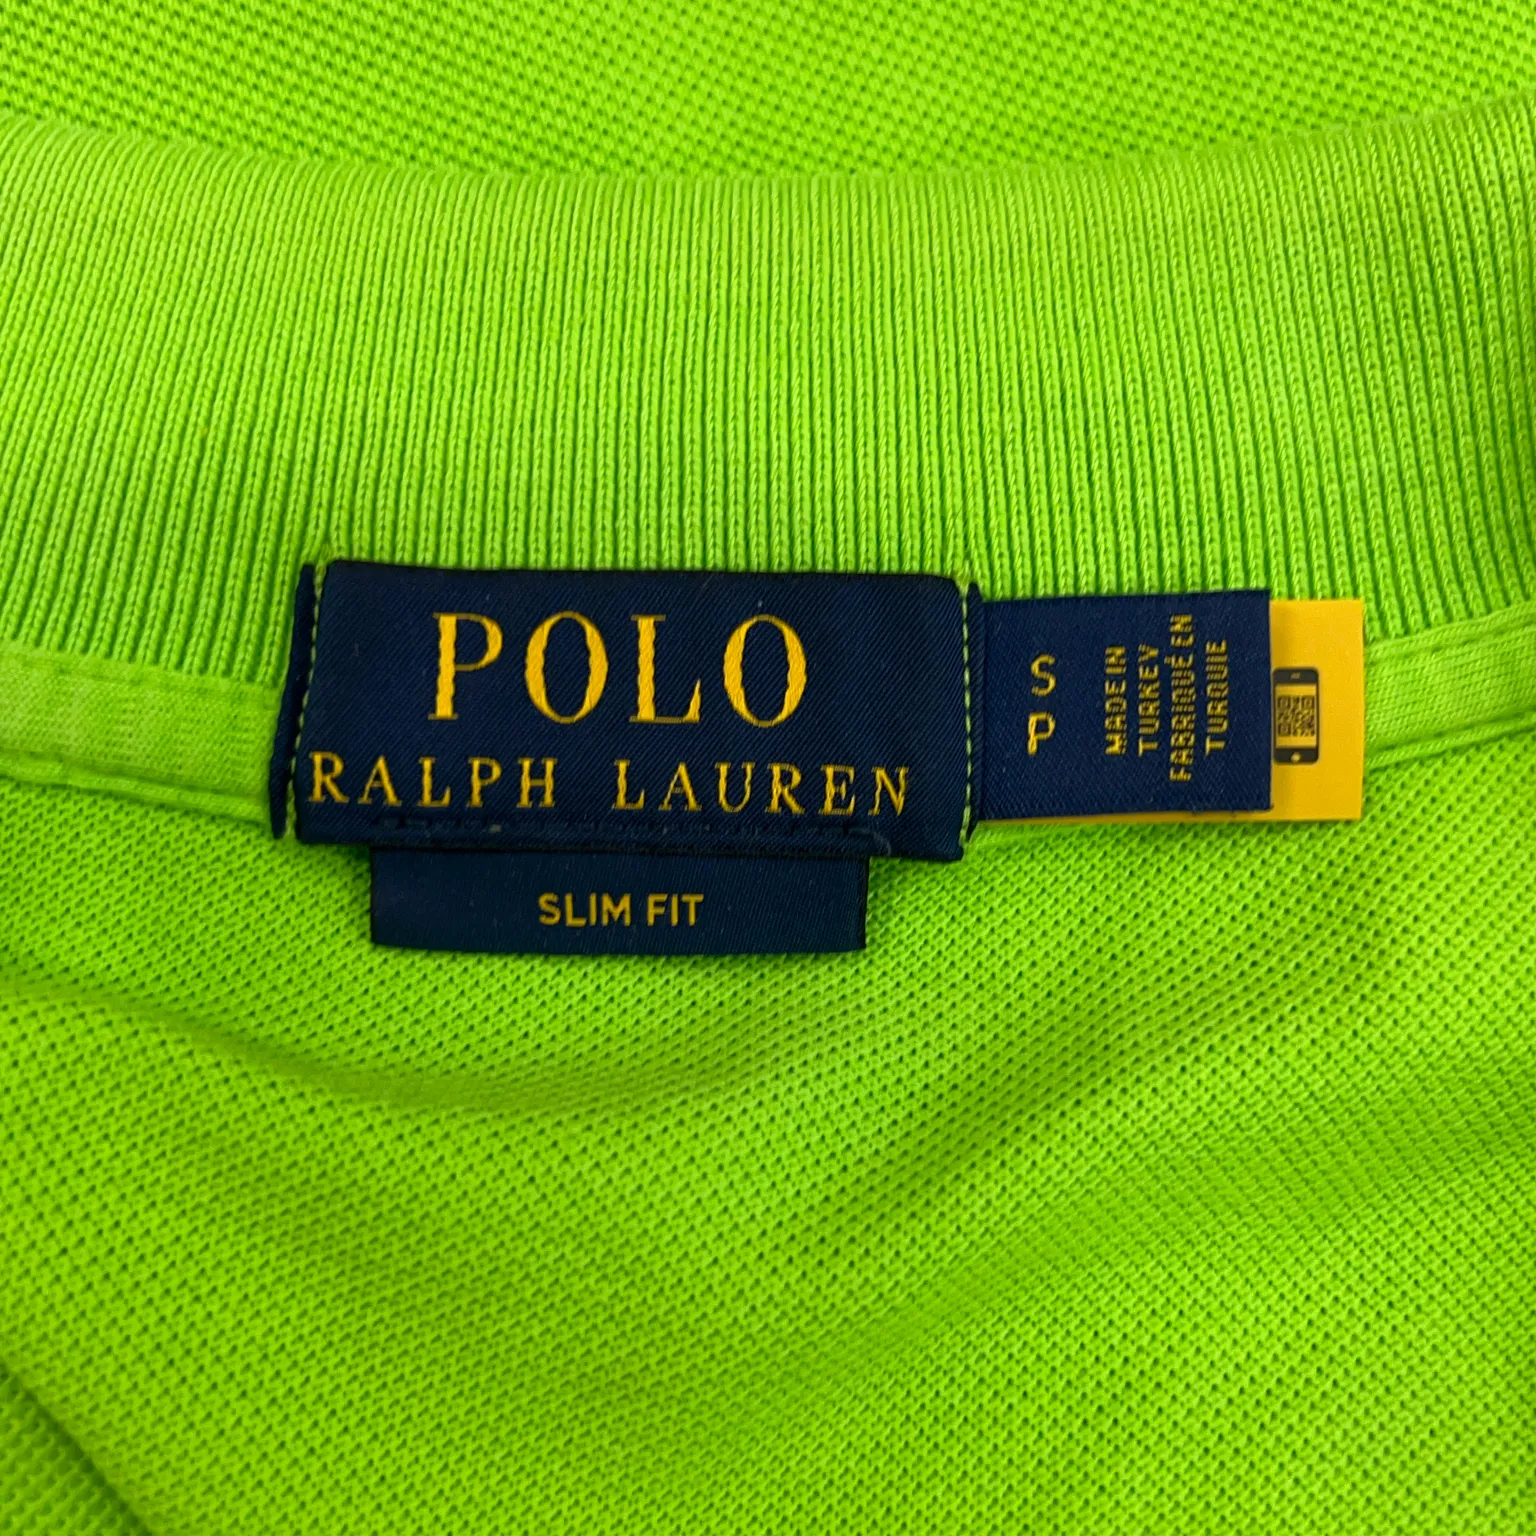 POLO
RALPH LAUREN
SLIM FIT
S
P
MADE IN
TURKEY
FABRIQUÉ EN
TURQUIE